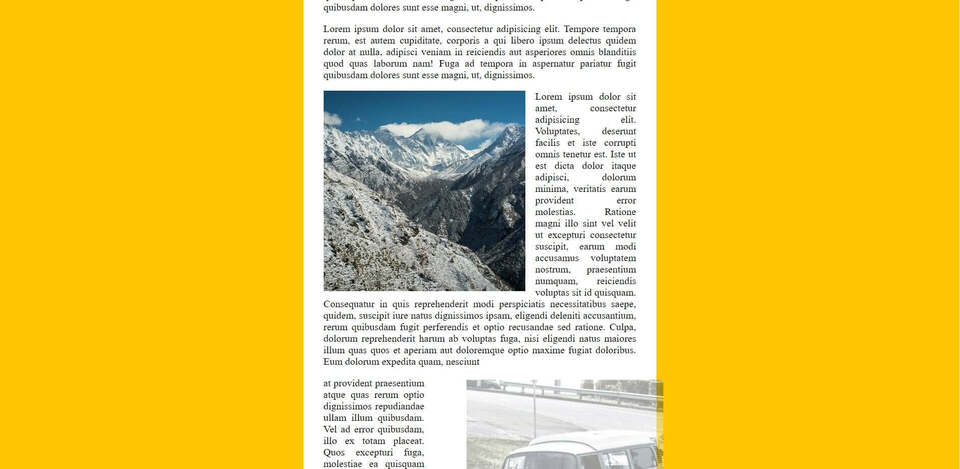 quibusdam dolores sunt esse magni, ut, dignissimos.
Lorem ipsum dolor sit amet, consectetur adipisicing elit. Tempore tempora
rerum, est autem cupiditate, corporis a qui libero ipsum delectus quidem
dolor at nulla, adipisci veniam in reiciendis aut asperiores omnis blanditiis
quod quas laborum nam! Fuga ad tempora in aspernatur pariatur fugit
quibusdam dolores sunt esse magni, ut, dignissimos.
Lorem ipsum dolor sit
amet, consectetur
adipisicing elit.
Voluptates, deserunt
facilis et iste corrupti
omnis tenetur est. Iste ut
est dicta dolor itaque
adipisci, dolorum
minima, veritatis earum
provident error
molestias. Ratione
magni illo sint vel velit
ut excepturi consectetur
suscipit, earum modi
accusamus voluptatem
nostrum, praesentium
numquam, reiciendis
voluptas sit id quisquam.
Consequatur in quis reprehenderit modi perspiciatis necessitatibus saepe,
quidem, suscipit iure natus dignissimos ipsam, eligendi deleniti accusantium,
rerum quibusdam fugit perferendis et optio recusandae sed ratione. Culpa,
dolorum reprehenderit harum ab voluptas fuga, nisi eligendi natus maiores
illum quas quos et aperiam aut doloremque optio maxime fugiat doloribus.
Eum dolorum expedita quam, nesciunt
at provident praesentium
atque quas rerum optio
dignissimos repudiandae
ullam illum quibusdam.
Vel ad error quibusdam,
illo ex totam placeat.
Quos excepturi fuga,
molestiae ea quisquam